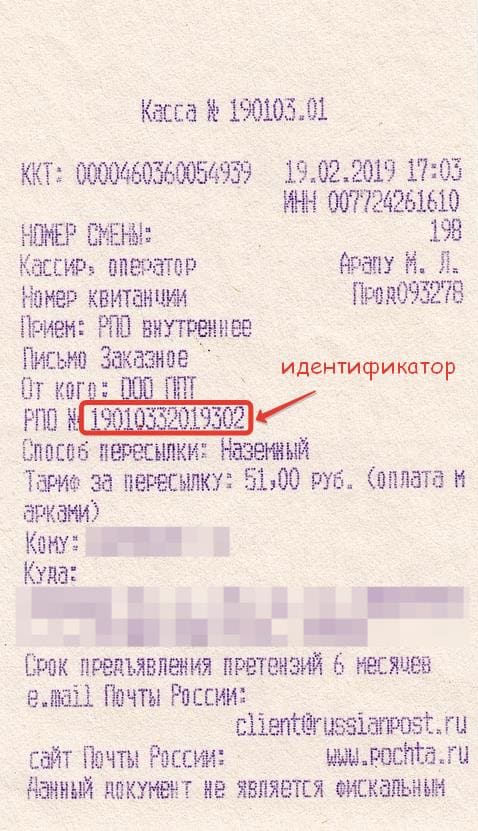 Касса № 190103.01
ККТ: 0000460360054939 19.02.2019 17:03
ИНН 007724261610
НОМЕР СМЕНЫ: 198
Кассир, оператор Арапу М. Л.
Номер квитанции Прод093278
Прием: РПО внутреннее
Письмо Заказное
идентификатор
От кого: ООО ППТ
РПО № 19010332019302
Способ пересылки: Наземный
Тариф за пересылку: 51,00 руб. (оплата м
арками)
Кому:
Куда:
Срок предъявления претензий 6 месяцев
e.mail Почты России:
client@russianpost.ru
сайт Почты России: www.pochta.ru
Данный документ не является фискальным